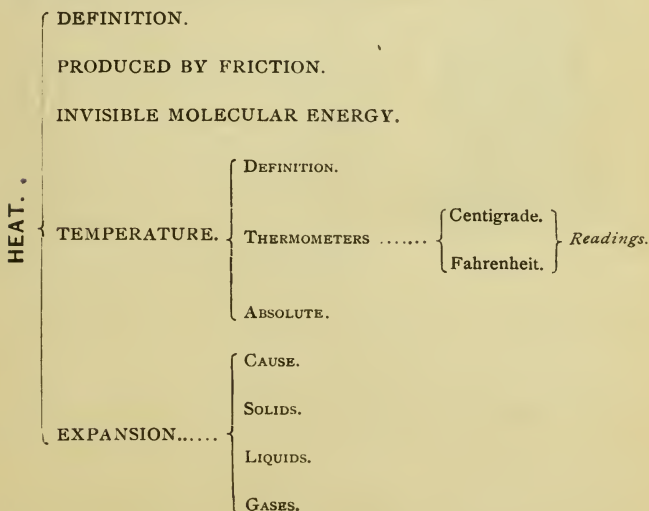 DEFINITION.
PRODUCED BY FRICTION.
INVISIBLE MOLECULAR ENERGY.
HEAT. .
TEMPERATURE.
DEFINITION.
THERMOMETERS .......
Centigrade.
Fahrenheit.
Readings.
ABSOLUTE.
EXPANSION......
CAUSE.
SOLIDS.
LIQUIDS.
GASES.